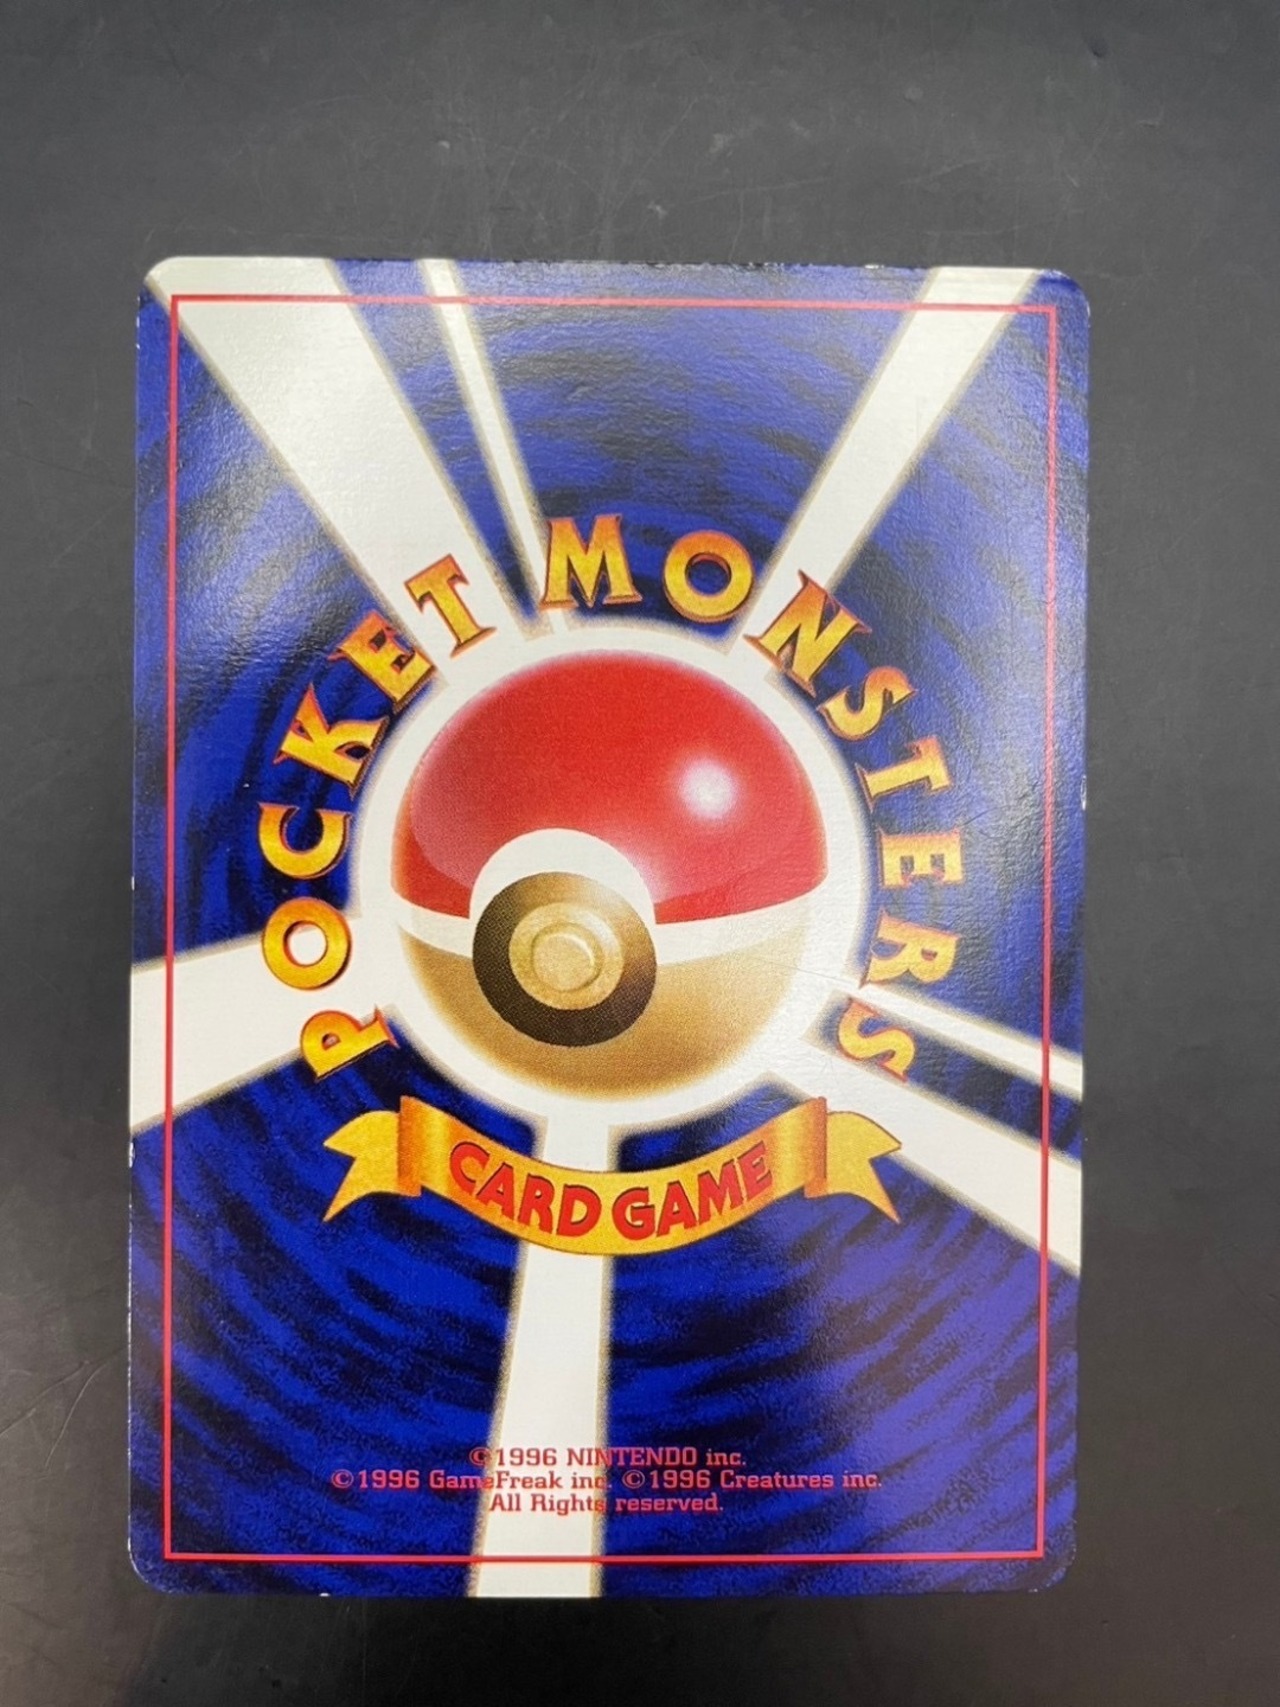 POCKET MONSTERS
CARD GAME
©1996 NINTENDO inc.
©1996 GameFreak inc. ©1996 Creatures inc.
All Rights reserved.